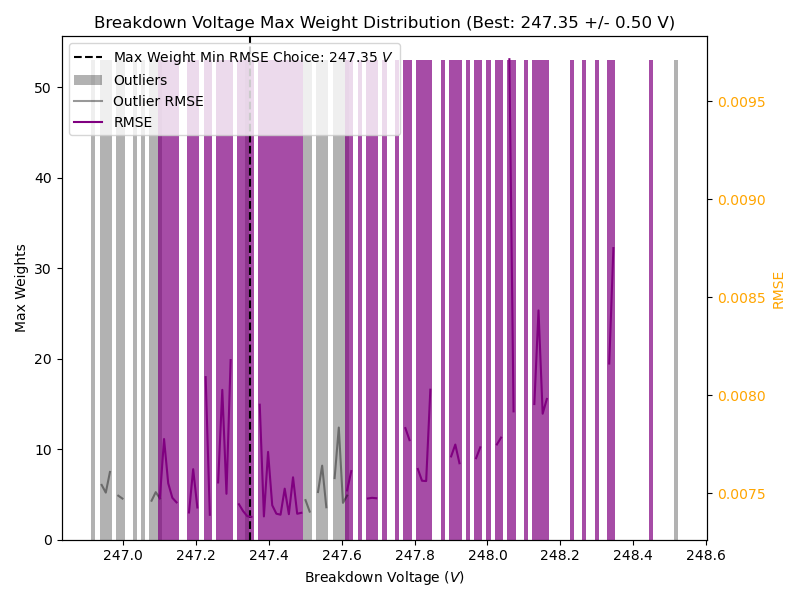 Breakdown Voltage Max Weight Distribution (Best: 247.35 +/- 0.50 V)
Max Weight Min RMSE Choice: 247.35 V
Outliers
Outlier RMSE
RMSE
50
40
30
20
10
0
Max Weights
0.0095
0.0090
0.0085
0.0080
0.0075
RMSE
247.0 247.2 247.4 247.6 247.8 248.0 248.2 248.4 248.6
Breakdown Voltage (V)